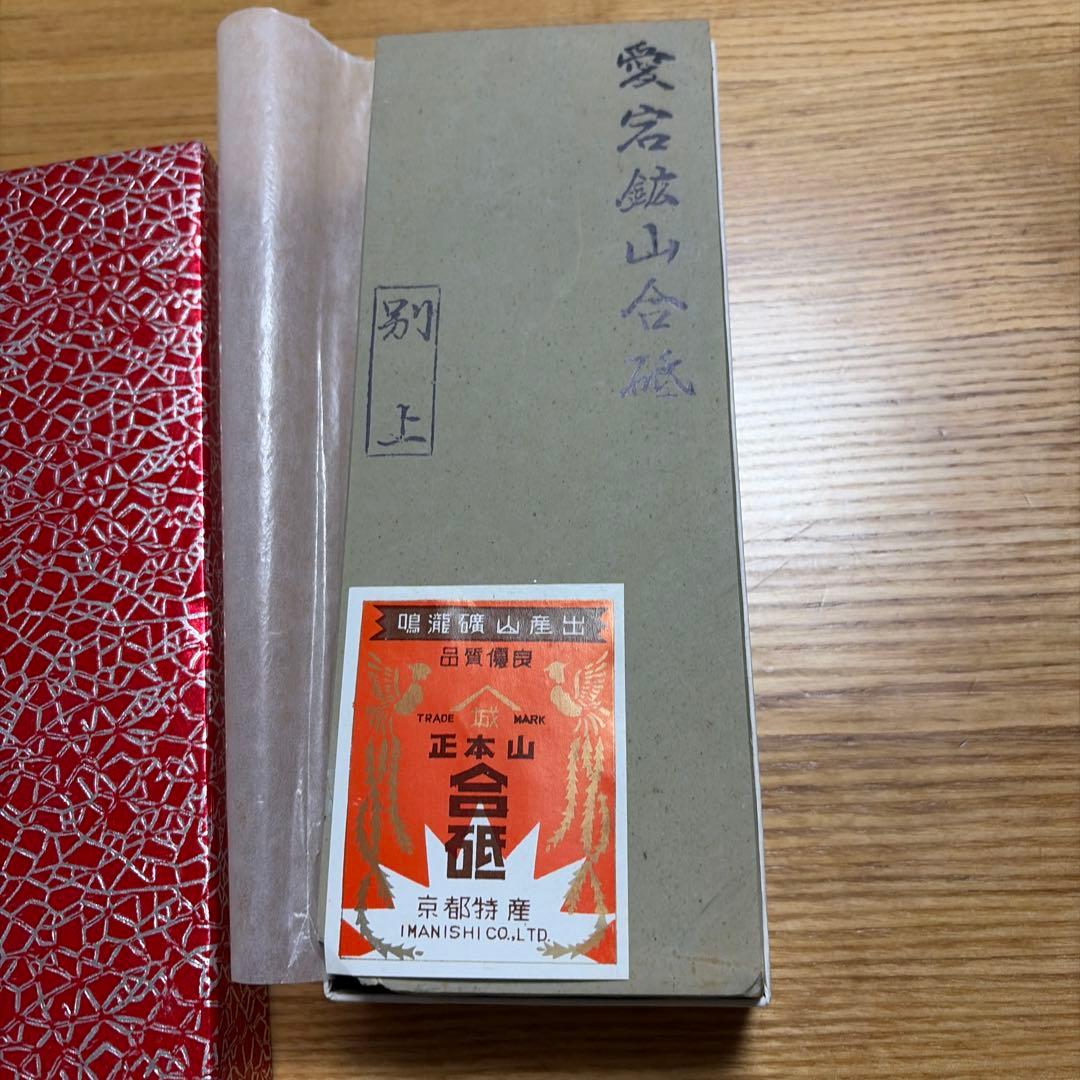 愛宕鉱山合砥
別上
鳴瀧礦山産出
品質優良
城
TRADE MARK
正本山
合砥
京都特産
IMANISHI CO.,LTD.